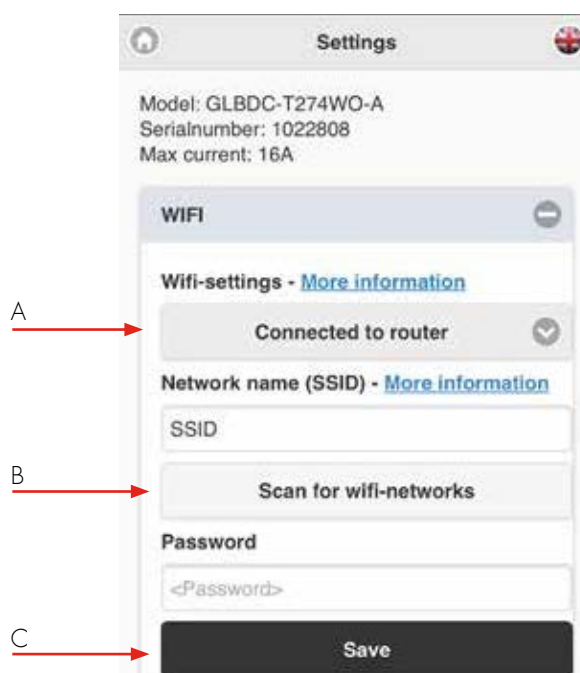 Settings
Model: GLBDC-T274WO-A
Serialnumber: 1022808
Max current: 16A
WIFI
Wifi-settings - More information
A
Connected to router
Network name (SSID) - More information
SSID
B
Scan for wifi-networks
Password
<Password>
C
Save